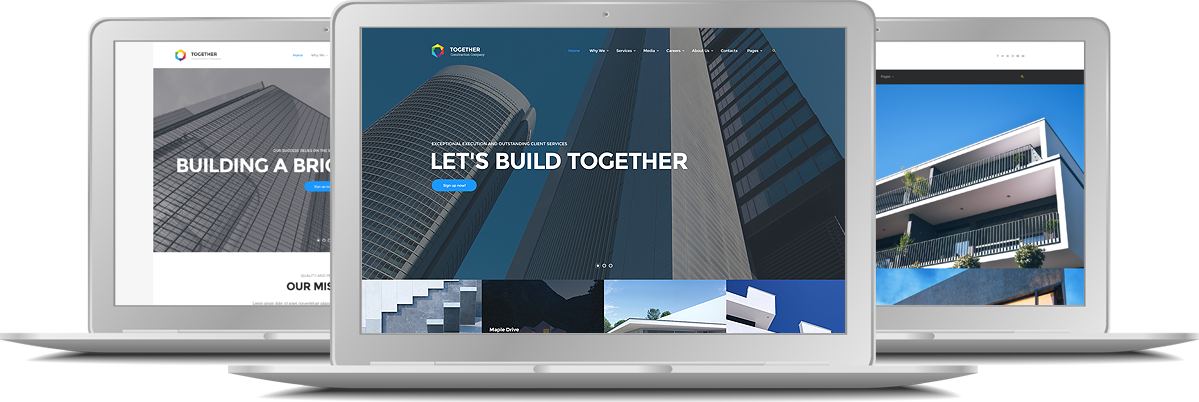 TOGETHER
Home Why We
OUR SUCCESS RELIES ON THE
BUILDING A BRIG
Sign up now!
QUALITY AND
OUR MIS
TOGETHER
Construction Company
Home Why We Services Media Careers About Us Contacts Pages
EXCEPTIONAL EXECUTION AND OUTSTANDING CLIENT SERVICES
LET'S BUILD TOGETHER
Sign up now!
Maple Drive
Pages